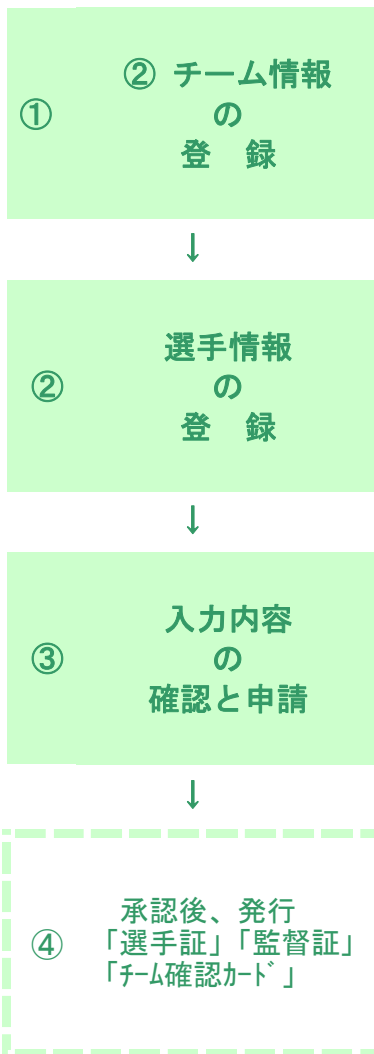 ② チーム情報
①
の
登　録
↓
選手情報
②
の
登　録
↓
入力内容
③
の
確認と申請
↓
承認後、発行
④
「選手証」「監督証」
「ﾁｰﾑ確認ｶｰﾄﾞ」